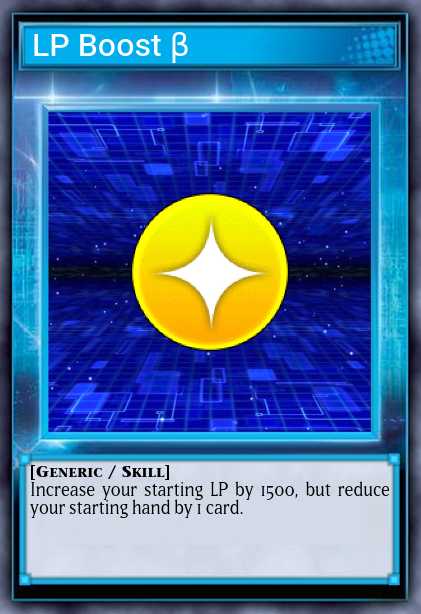 LP Boost β
[Generic / Skill]
Increase your starting LP by 1500, but reduce
your starting hand by 1 card.